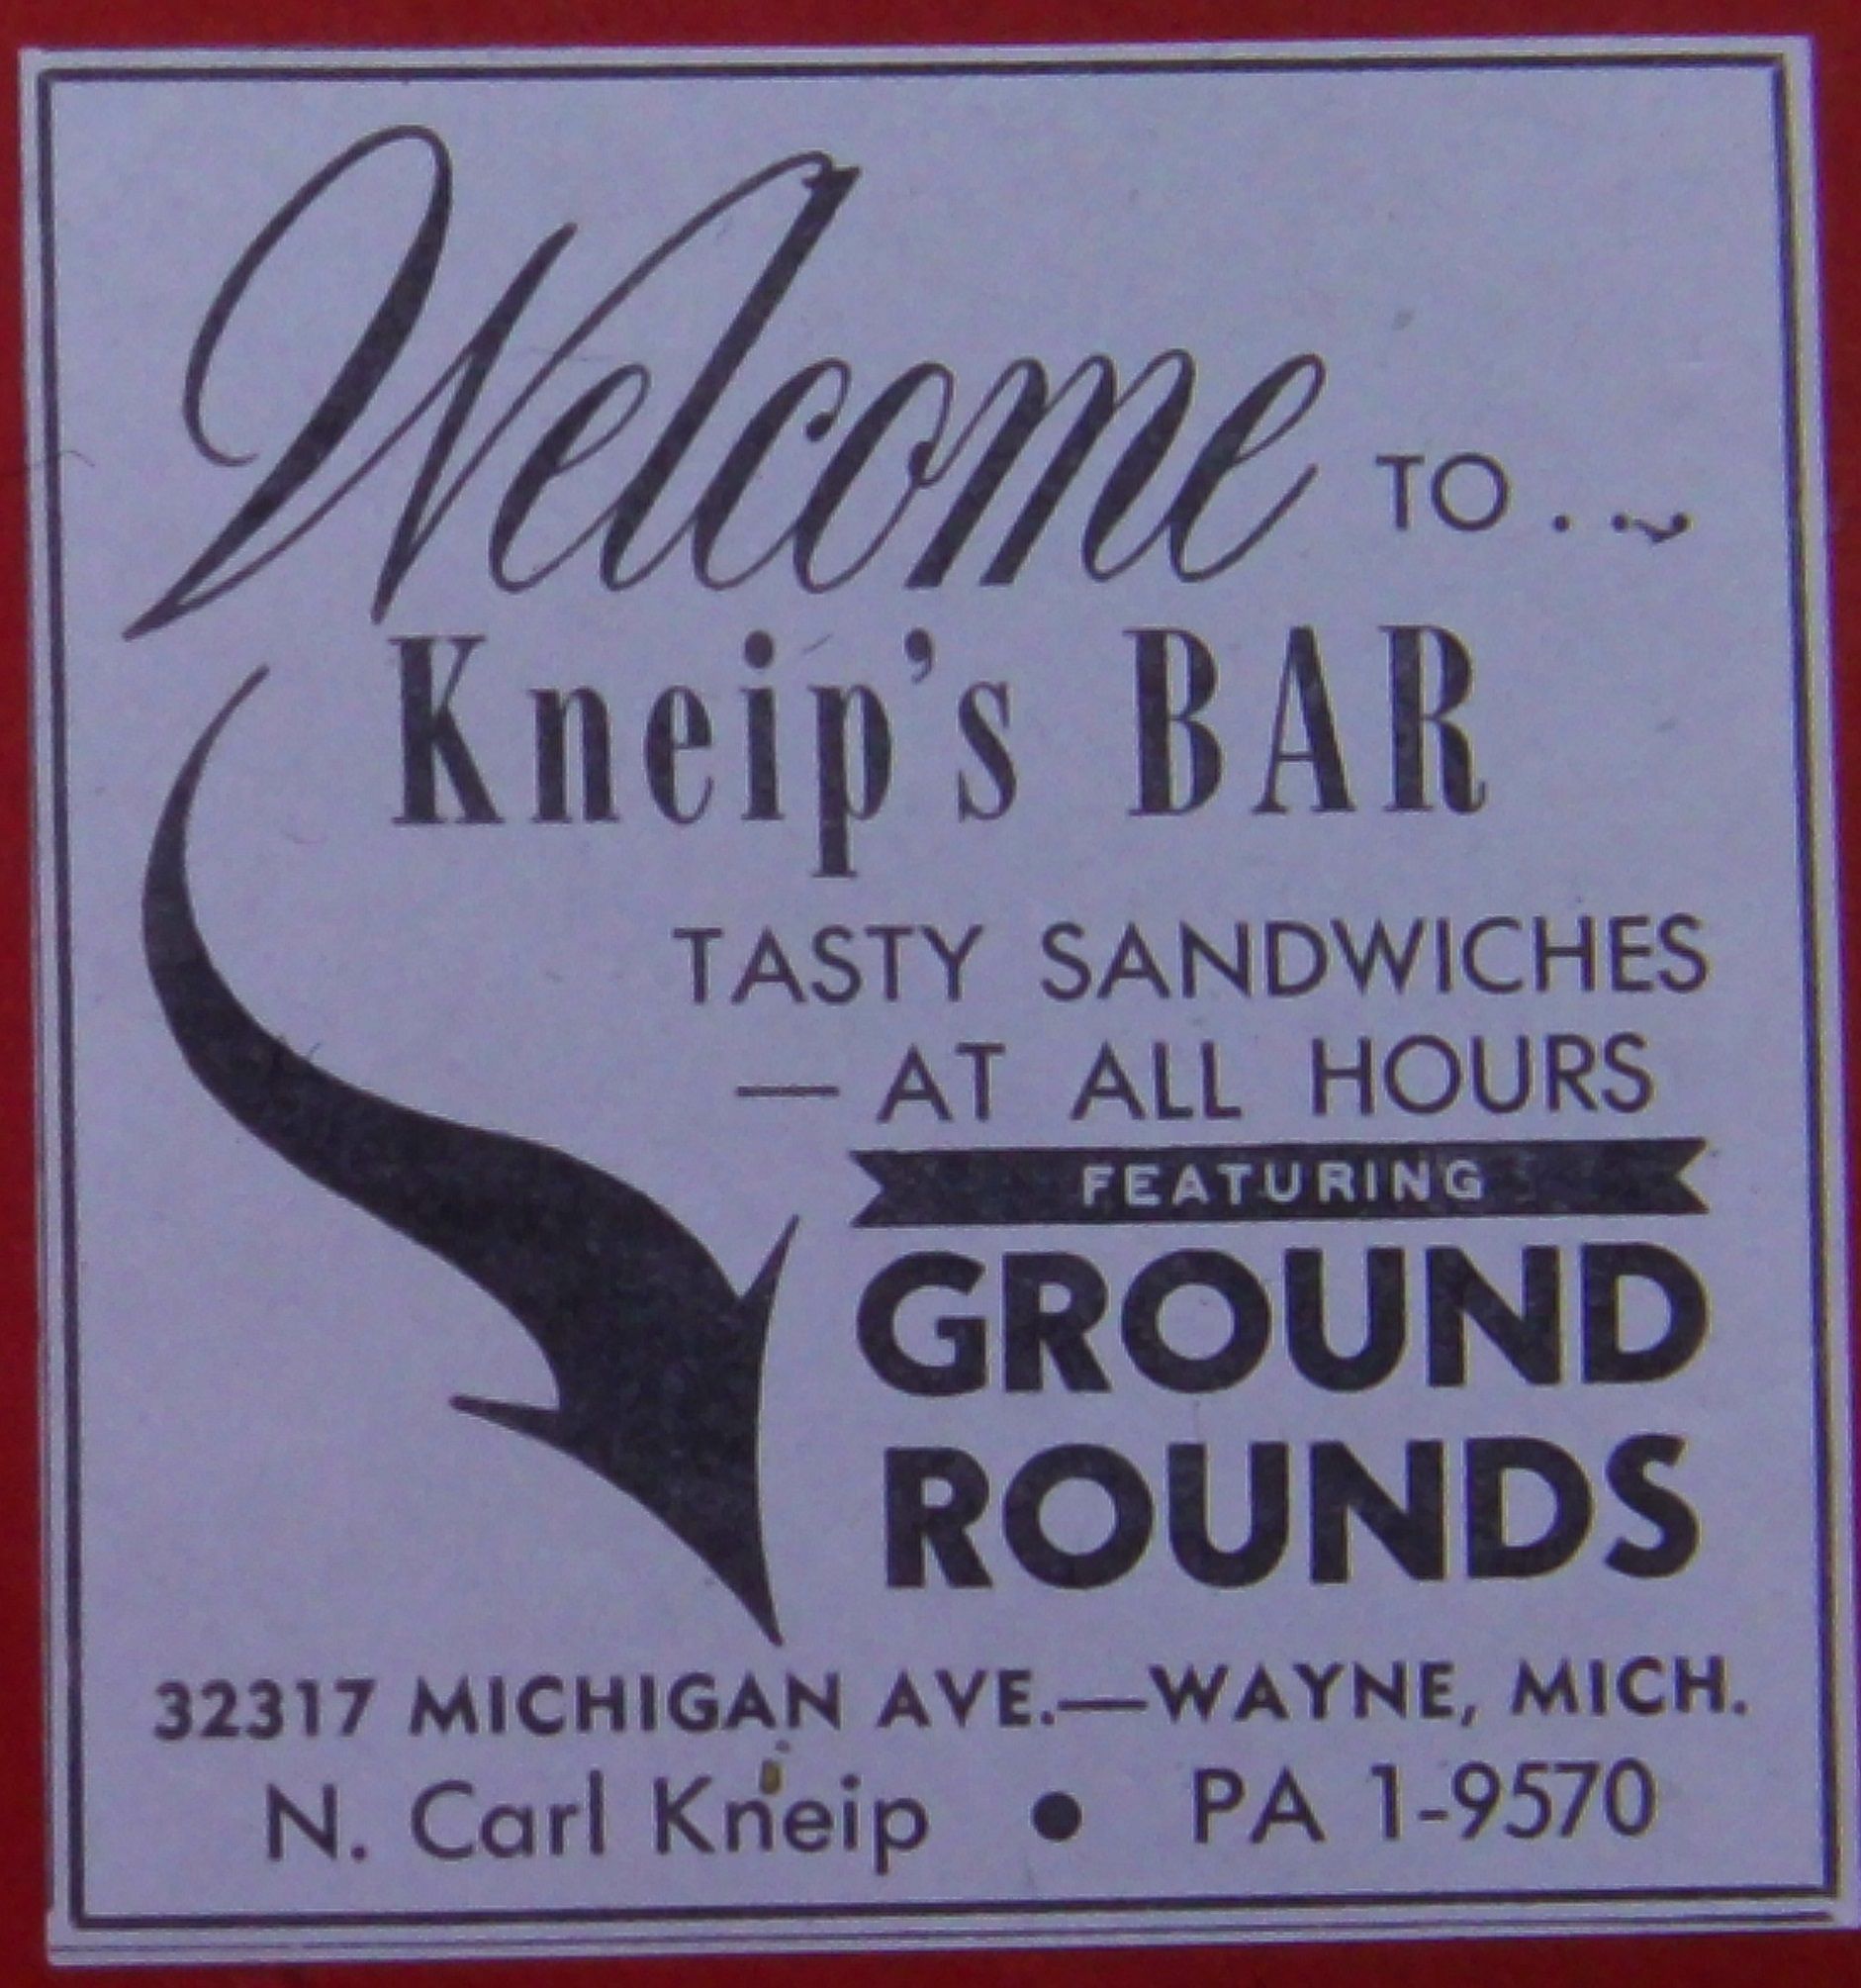 Welcome TO . . .
Kneip's BAR
TASTY SANDWICHES
— AT ALL HOURS
FEATURING
GROUND
ROUNDS
32317 MICHIGAN AVE.—WAYNE, MICH.
N. Carl Kneip • PA 1-9570